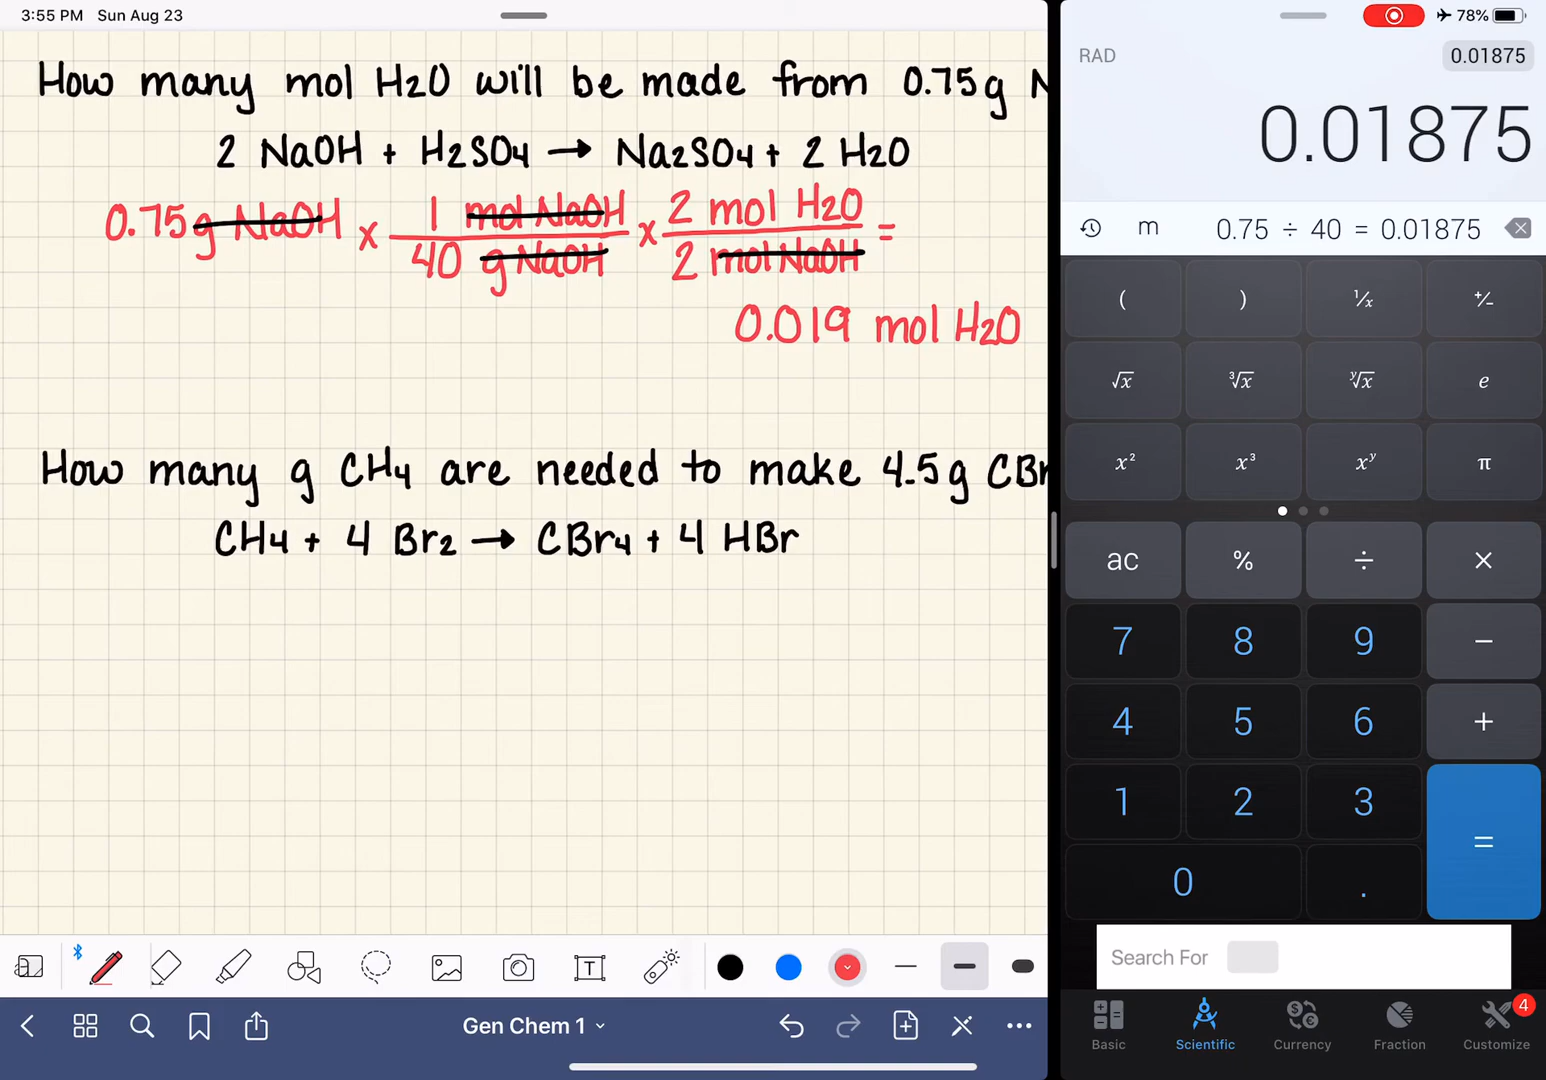 3:55 PM Sun Aug 23
78%
How many mol H2O will be made from 0.75g N
2 NaOH + H2SO4 → Na2SO4 + 2 H2O
0.75g NaOH x 1 mol NaOH / 40 g NaOH x 2 mol H2O / 2 mol NaOH =
0.019 mol H2O
How many g CH4 are needed to make 4.5g CBr
CH4 + 4 Br2 → CBr4 + 4 HBr
T
Gen Chem 1
RAD
0.01875
0.01875
m 0.75 ÷ 40 = 0.01875
( ) 1/x +/-
√x ³√x ʸ√x e
x² x³ xʸ π
ac % ÷ ×
7 8 9 −
4 5 6 +
1 2 3 =
0 .
Search For
4
Basic Scientific Currency Fraction Customize